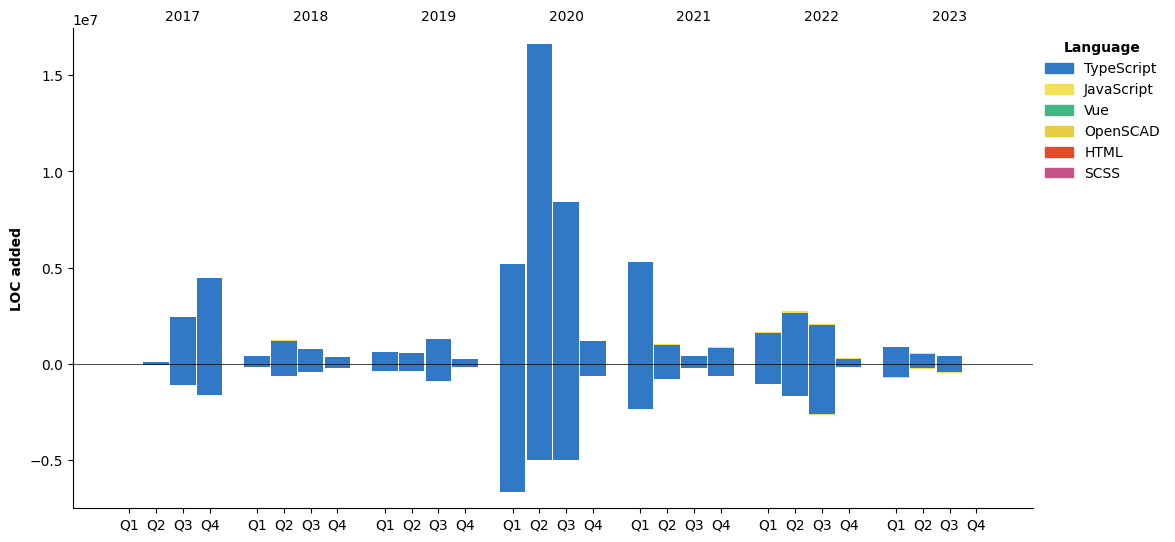 1e7
2017 2018 2019 2020 2021 2022 2023
Language
TypeScript
JavaScript
Vue
OpenSCAD
HTML
SCSS
LOC added
1.5
1.0
0.5
0.0
−0.5
Q1 Q2 Q3 Q4 Q1 Q2 Q3 Q4 Q1 Q2 Q3 Q4 Q1 Q2 Q3 Q4 Q1 Q2 Q3 Q4 Q1 Q2 Q3 Q4 Q1 Q2 Q3 Q4